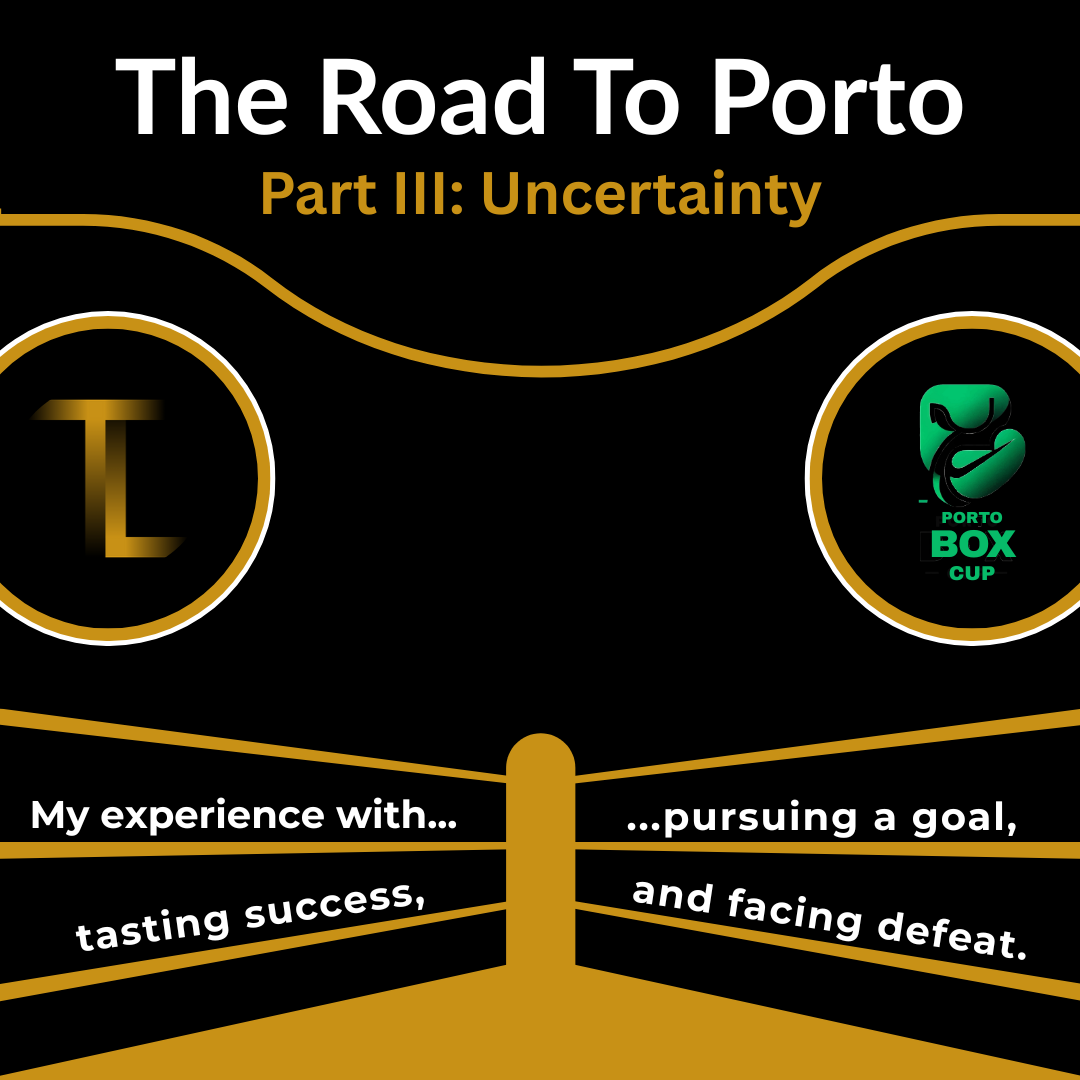 The Road To Porto
Part III: Uncertainty
TL
PORTO
BOX
CUP
My experience with...
...pursuing a goal,
tasting success,
and facing defeat.